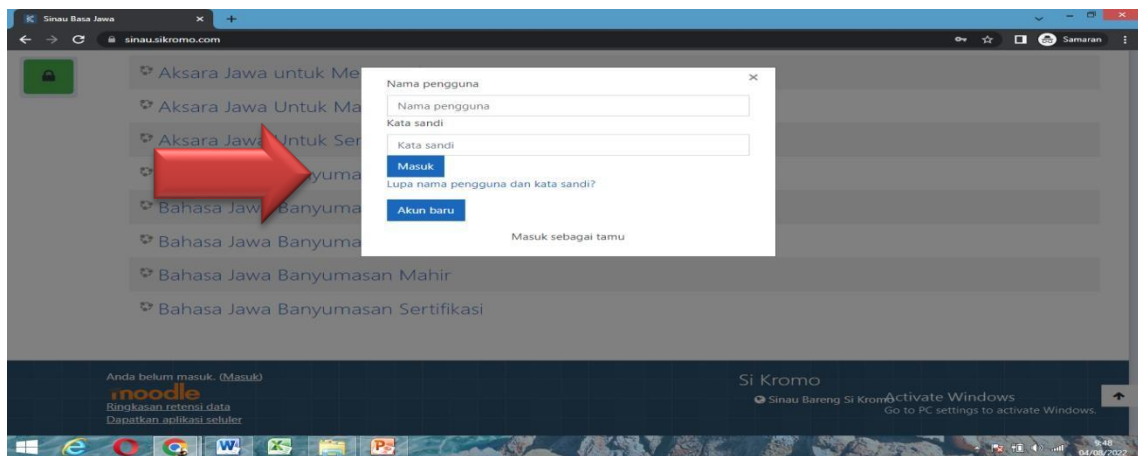 Sinau Basa Jawa
sinau.sikromo.com
Samaran
Aksara Jawa untuk Me
Nama pengguna
Nama pengguna
Aksara Jawa Untuk Ma
Kata sandi
Aksara Jawa Untuk Ser
Kata sandi
Masuk
yuma
Lupa nama pengguna dan kata sandi?
Bahasa Jawa Banyuma
Akun baru
Bahasa Jawa Banyuma
Masuk sebagai tamu
Bahasa Jawa Banyumasan Mahir
Bahasa Jawa Banyumasan Sertifikasi
Anda belum masuk. (Masuk)
moodle
Ringkasan retensi data
Dapatkan aplikasi seluler
Si Kromo
Sinau Bareng Si Kromo
Activate Windows
Go to PC settings to activate Windows.
9:48
04/08/2022